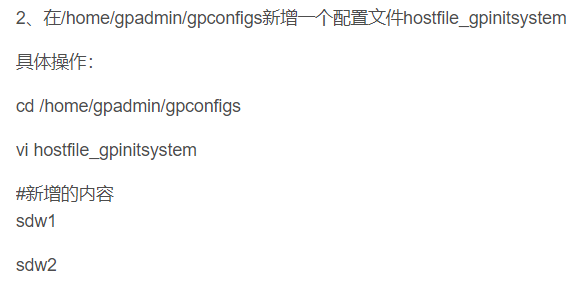 2、在/home/gpadmin/gpconfigs新增一个配置文件hostfile_gpinitsystem
具体操作：
cd /home/gpadmin/gpconfigs
vi hostfile_gpinitsystem
#新增的内容
sdw1
sdw2